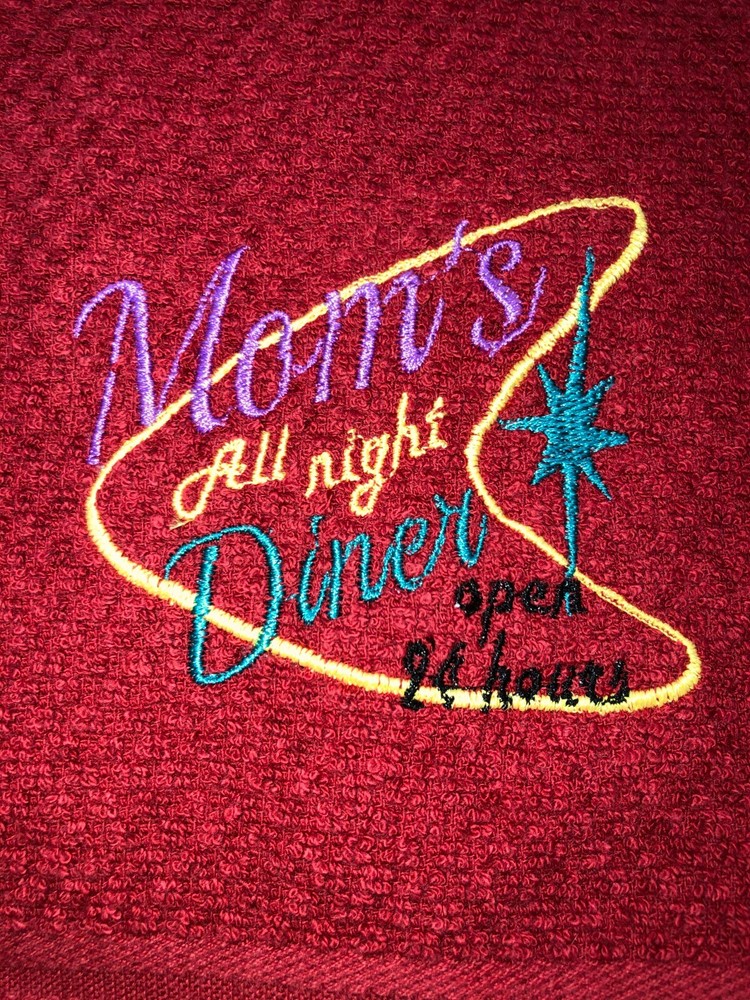 Mom's
All night
Diner
open
24 hours